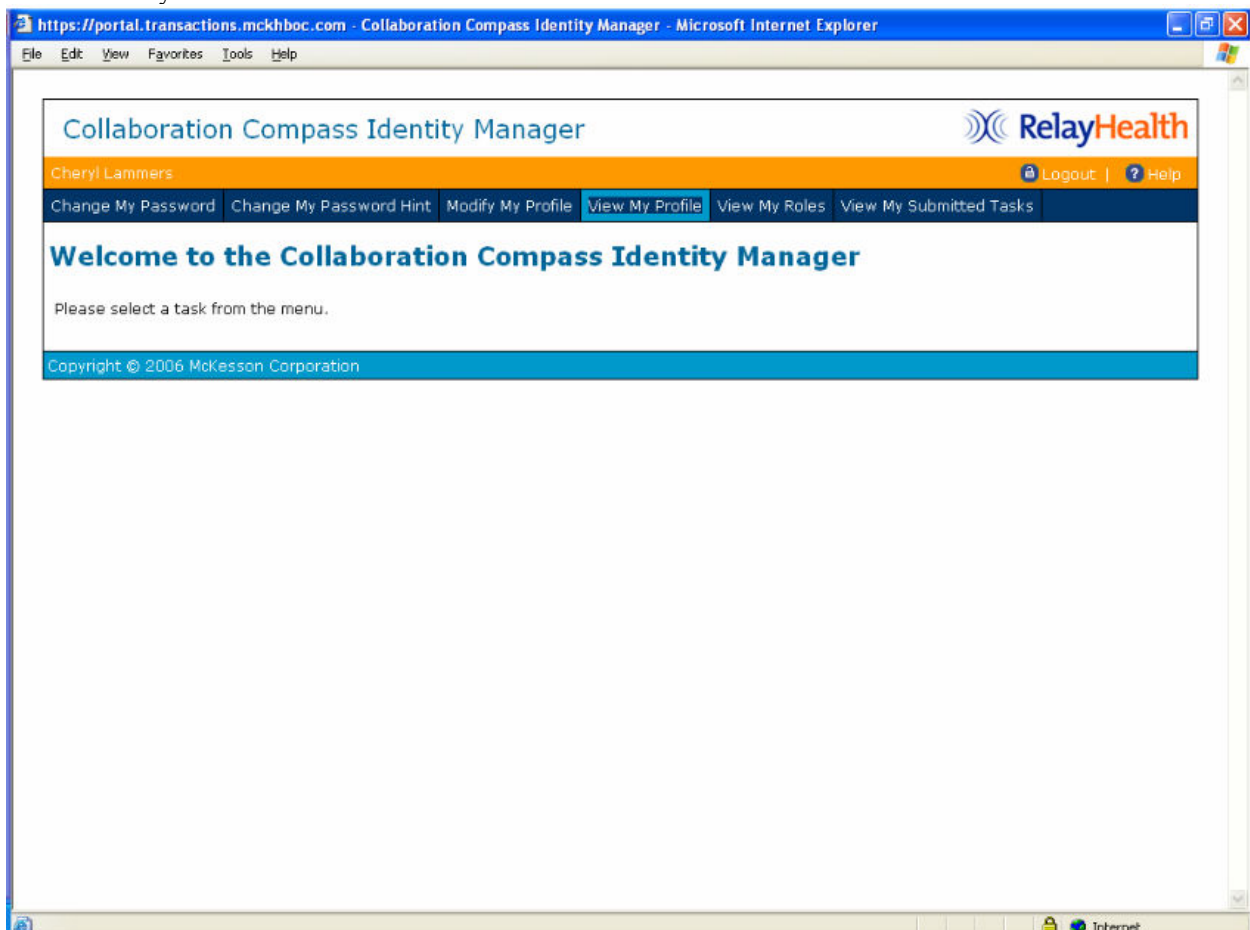 https://portal.transactions.mckhboc.com - Collaboration Compass Identity Manager - Microsoft Internet Explorer
File Edit View Favorites Tools Help
Collaboration Compass Identity Manager
RelayHealth
Cheryl Lammers
Logout | Help
Change My Password Change My Password Hint Modify My Profile View My Profile View My Roles View My Submitted Tasks
Welcome to the Collaboration Compass Identity Manager
Please select a task from the menu.
Copyright © 2006 McKesson Corporation
Internet